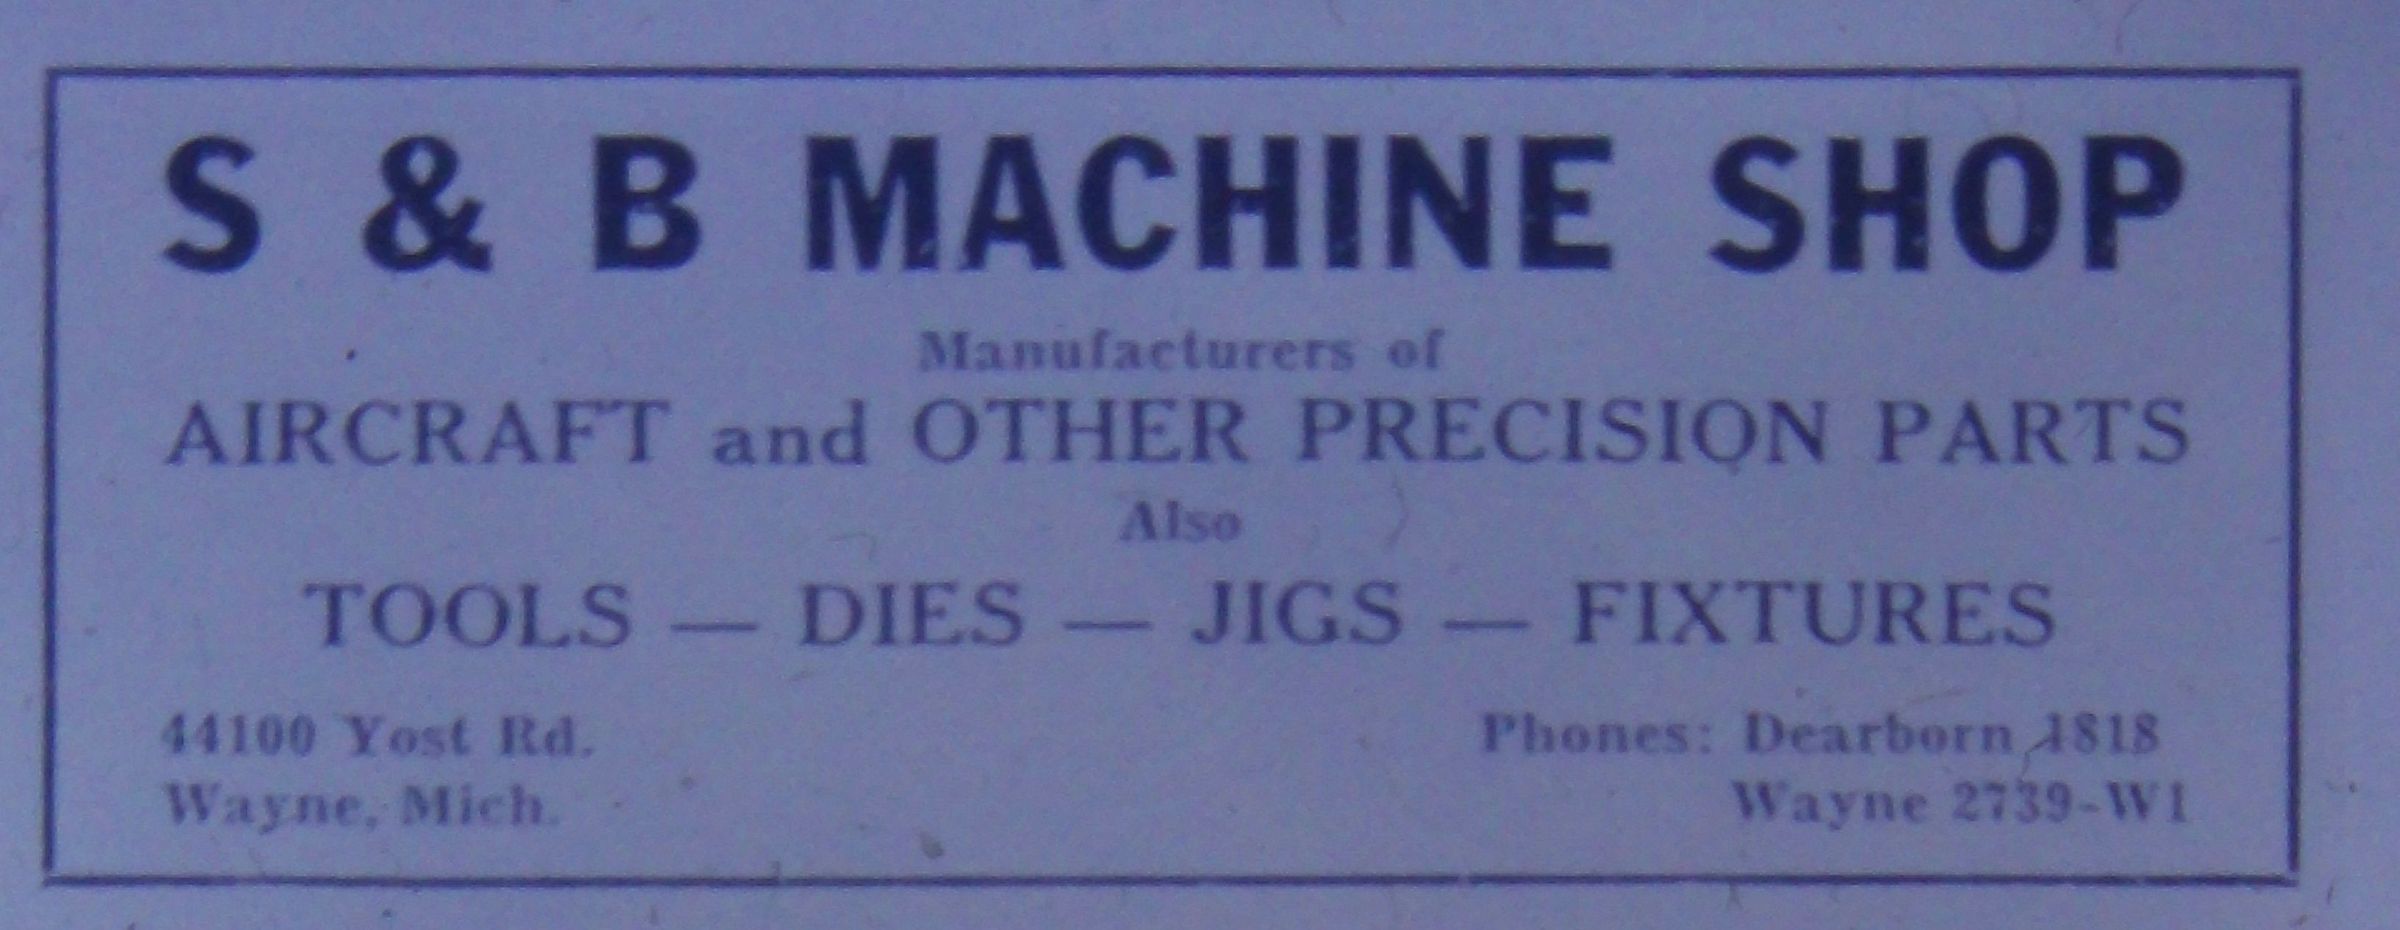 S & B MACHINE SHOP
Manufacturers of
AIRCRAFT and OTHER PRECISION PARTS
Also
TOOLS — DIES — JIGS — FIXTURES
44100 Yost Rd.
Wayne, Mich.
Phones: Dearborn 1818
Wayne 2739-W1